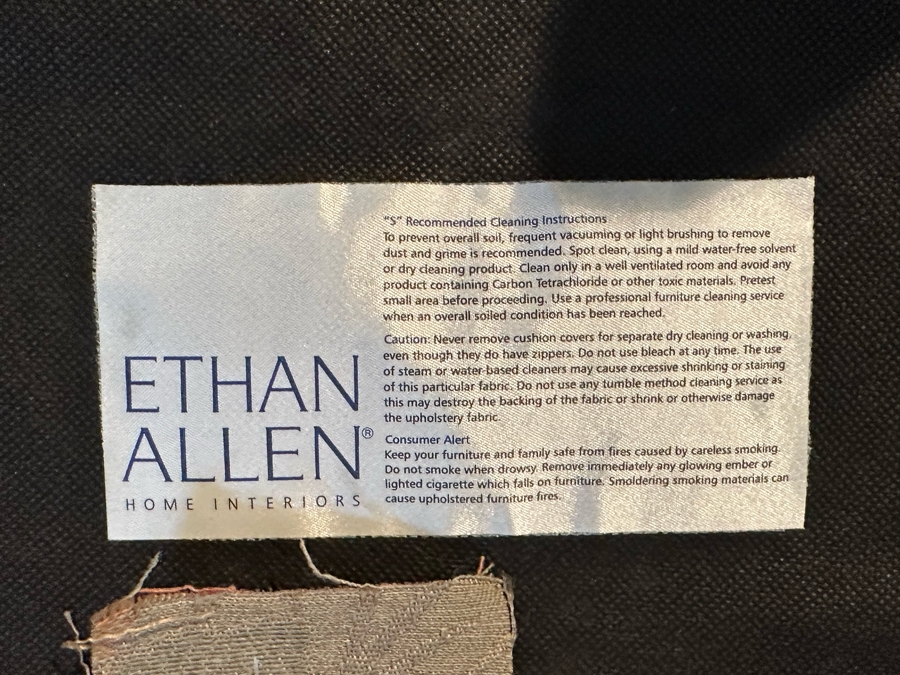 "S" Recommended Cleaning Instructions
To prevent overall soil, frequent vacuuming or light brushing to remove
dust and grime is recommended. Spot clean, using a mild water-free solvent
or dry cleaning product. Clean only in a well ventilated room and avoid any
product containing Carbon Tetrachloride or other toxic materials. Pretest
small area before proceeding. Use a professional furniture cleaning service
when an overall soiled condition has been reached.
Caution: Never remove cushion covers for separate dry cleaning or washing,
even though they do have zippers. Do not use bleach at any time. The use
of steam or water-based cleaners may cause excessive shrinking or staining
of this particular fabric. Do not use any tumble method cleaning service as
this may destroy the backing of the fabric or shrink or otherwise damage
the upholstery fabric.
Consumer Alert
Keep your furniture and family safe from fires caused by careless smoking.
Do not smoke when drowsy. Remove immediately any glowing ember or
lighted cigarette which falls on furniture. Smoldering smoking materials can
cause upholstered furniture fires.
ETHAN
ALLEN®
HOME INTERIORS